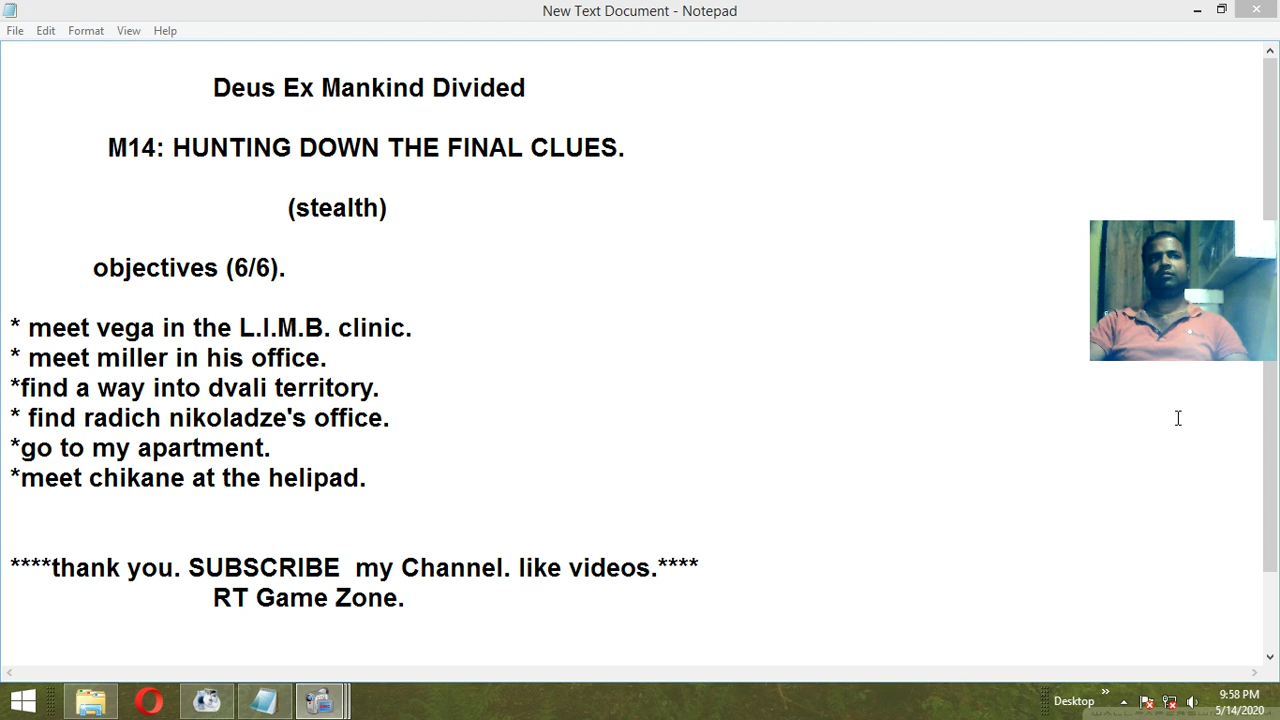 New Text Document - Notepad
File Edit Format View Help
Deus Ex Mankind Divided
M14: HUNTING DOWN THE FINAL CLUES.
(stealth)
objectives (6/6).
* meet vega in the L.I.M.B. clinic.
* meet miller in his office.
*find a way into dvali territory.
* find radich nikoladze's office.
*go to my apartment.
*meet chikane at the helipad.
****thank you. SUBSCRIBE  my Channel. like videos.****
RT Game Zone.
Desktop
9:58 PM
5/14/2020